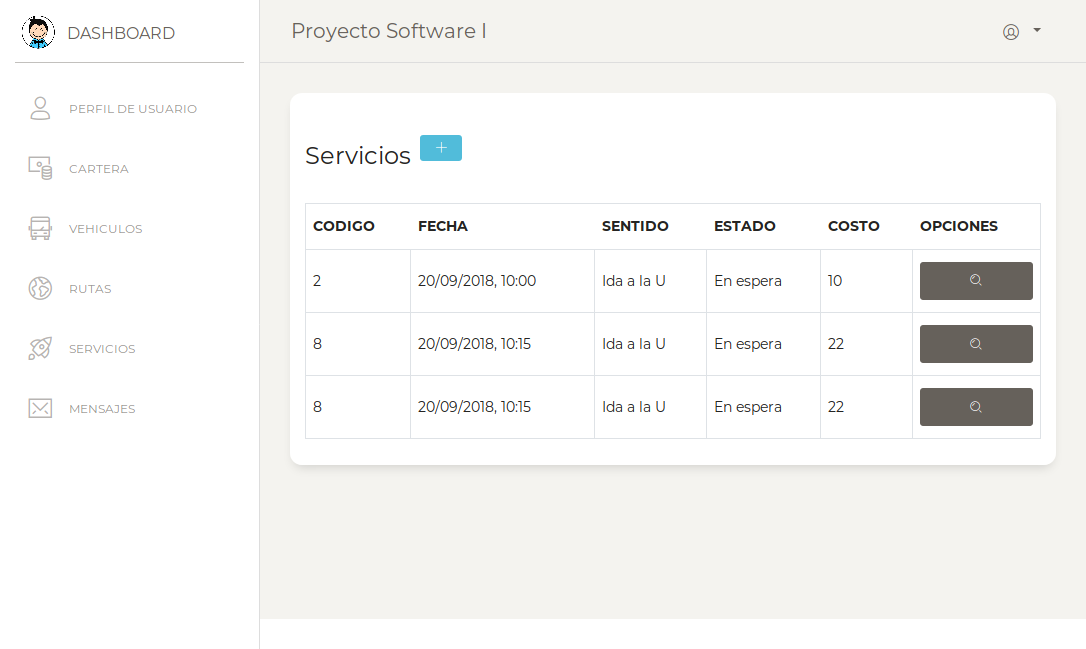 DASHBOARD
Proyecto Software I
PERFIL DE USUARIO
CARTERA
VEHICULOS
RUTAS
SERVICIOS
MENSAJES
Servicios +
CODIGO FECHA SENTIDO ESTADO COSTO OPCIONES
2 20/09/2018, 10:00 Ida a la U En espera 10
8 20/09/2018, 10:15 Ida a la U En espera 22
8 20/09/2018, 10:15 Ida a la U En espera 22